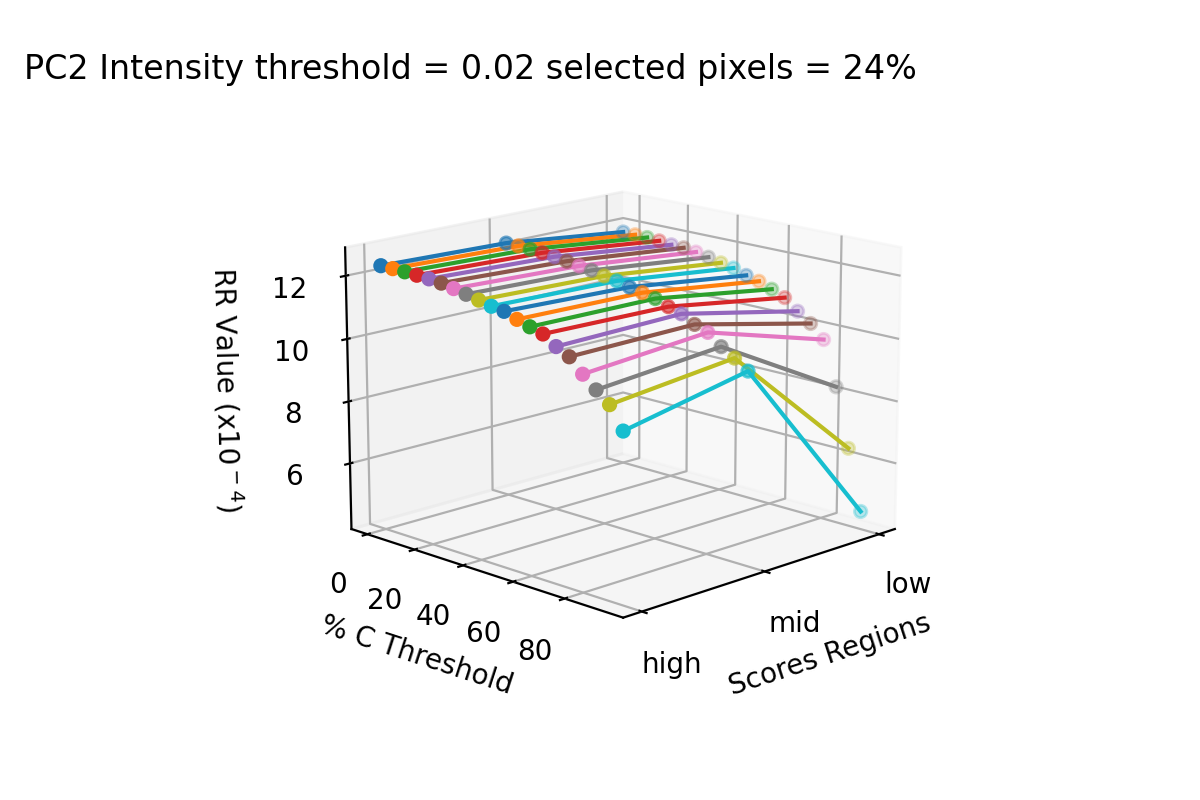 PC2 Intensity threshold = 0.02 selected pixels = 24%
RR Value (x10⁻⁴)
12
10
8
6
0
20
40
60
80
% C Threshold
high
mid
low
Scores Regions